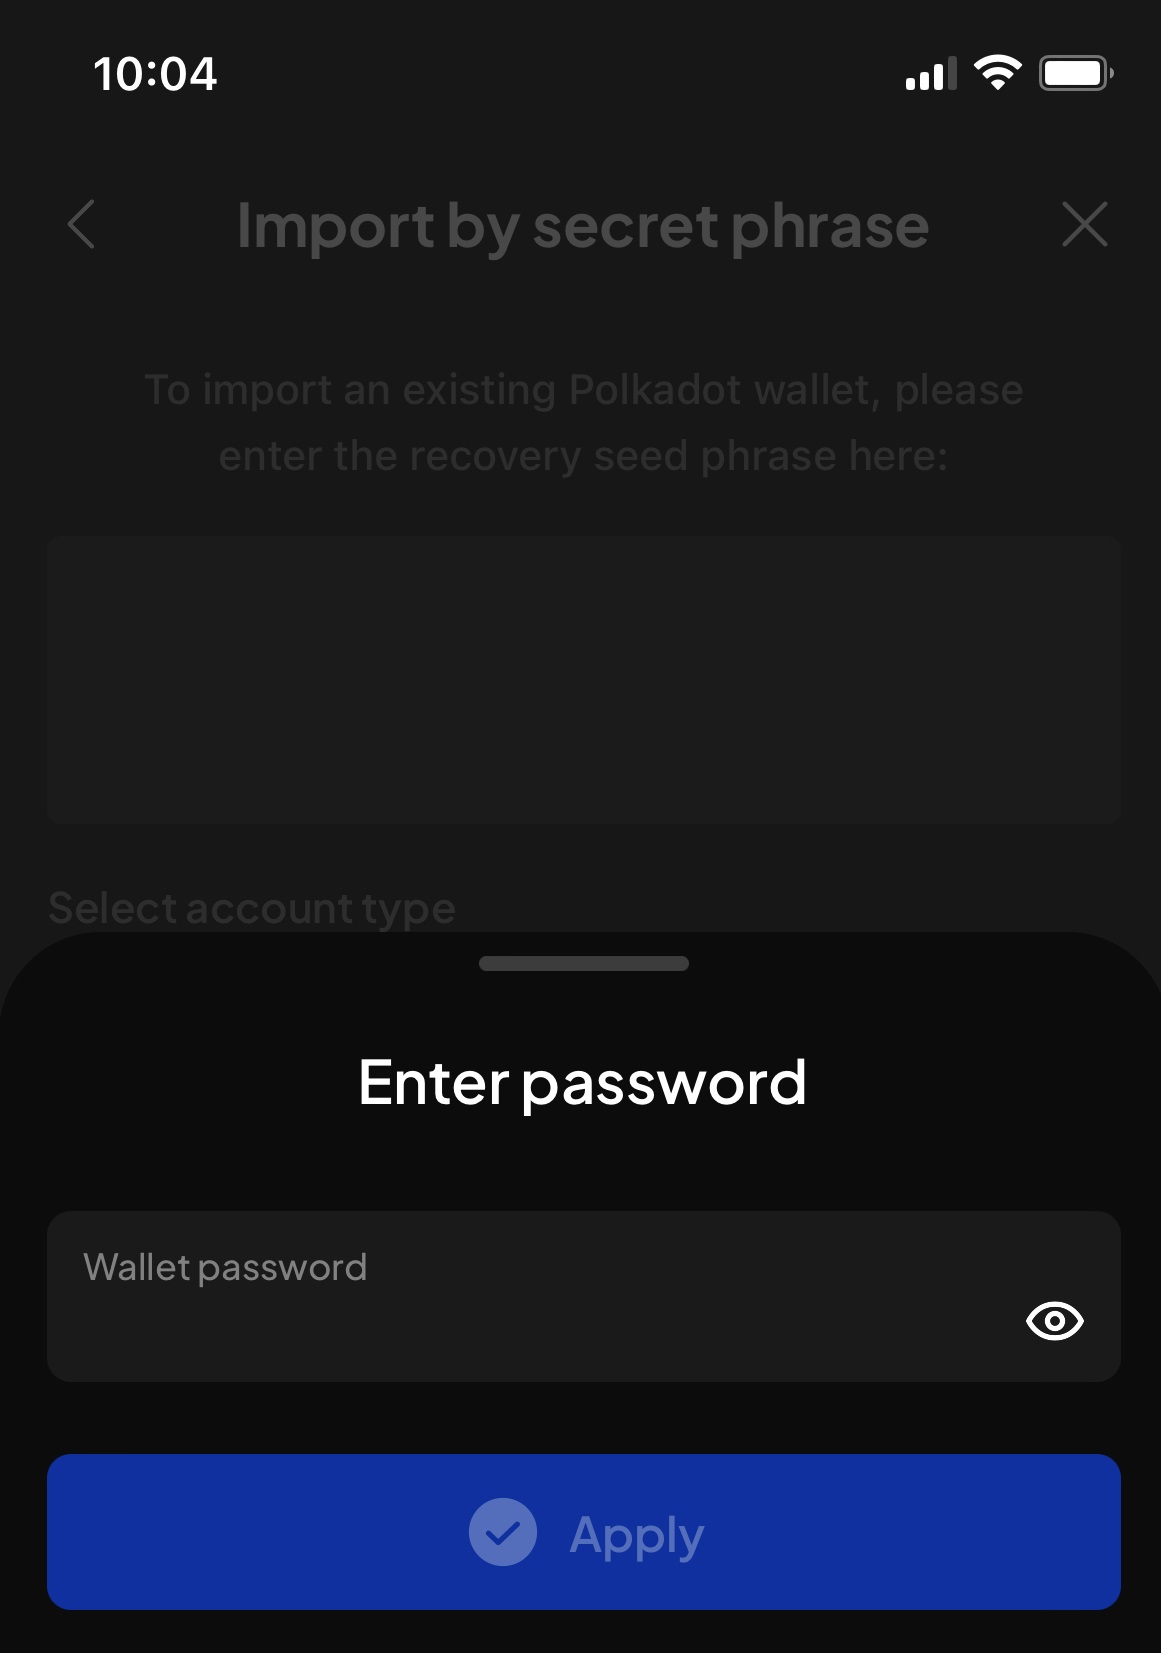 10:04
Import by secret phrase
To import an existing Polkadot wallet, please
enter the recovery seed phrase here:
Select account type
Enter password
Wallet password
Apply